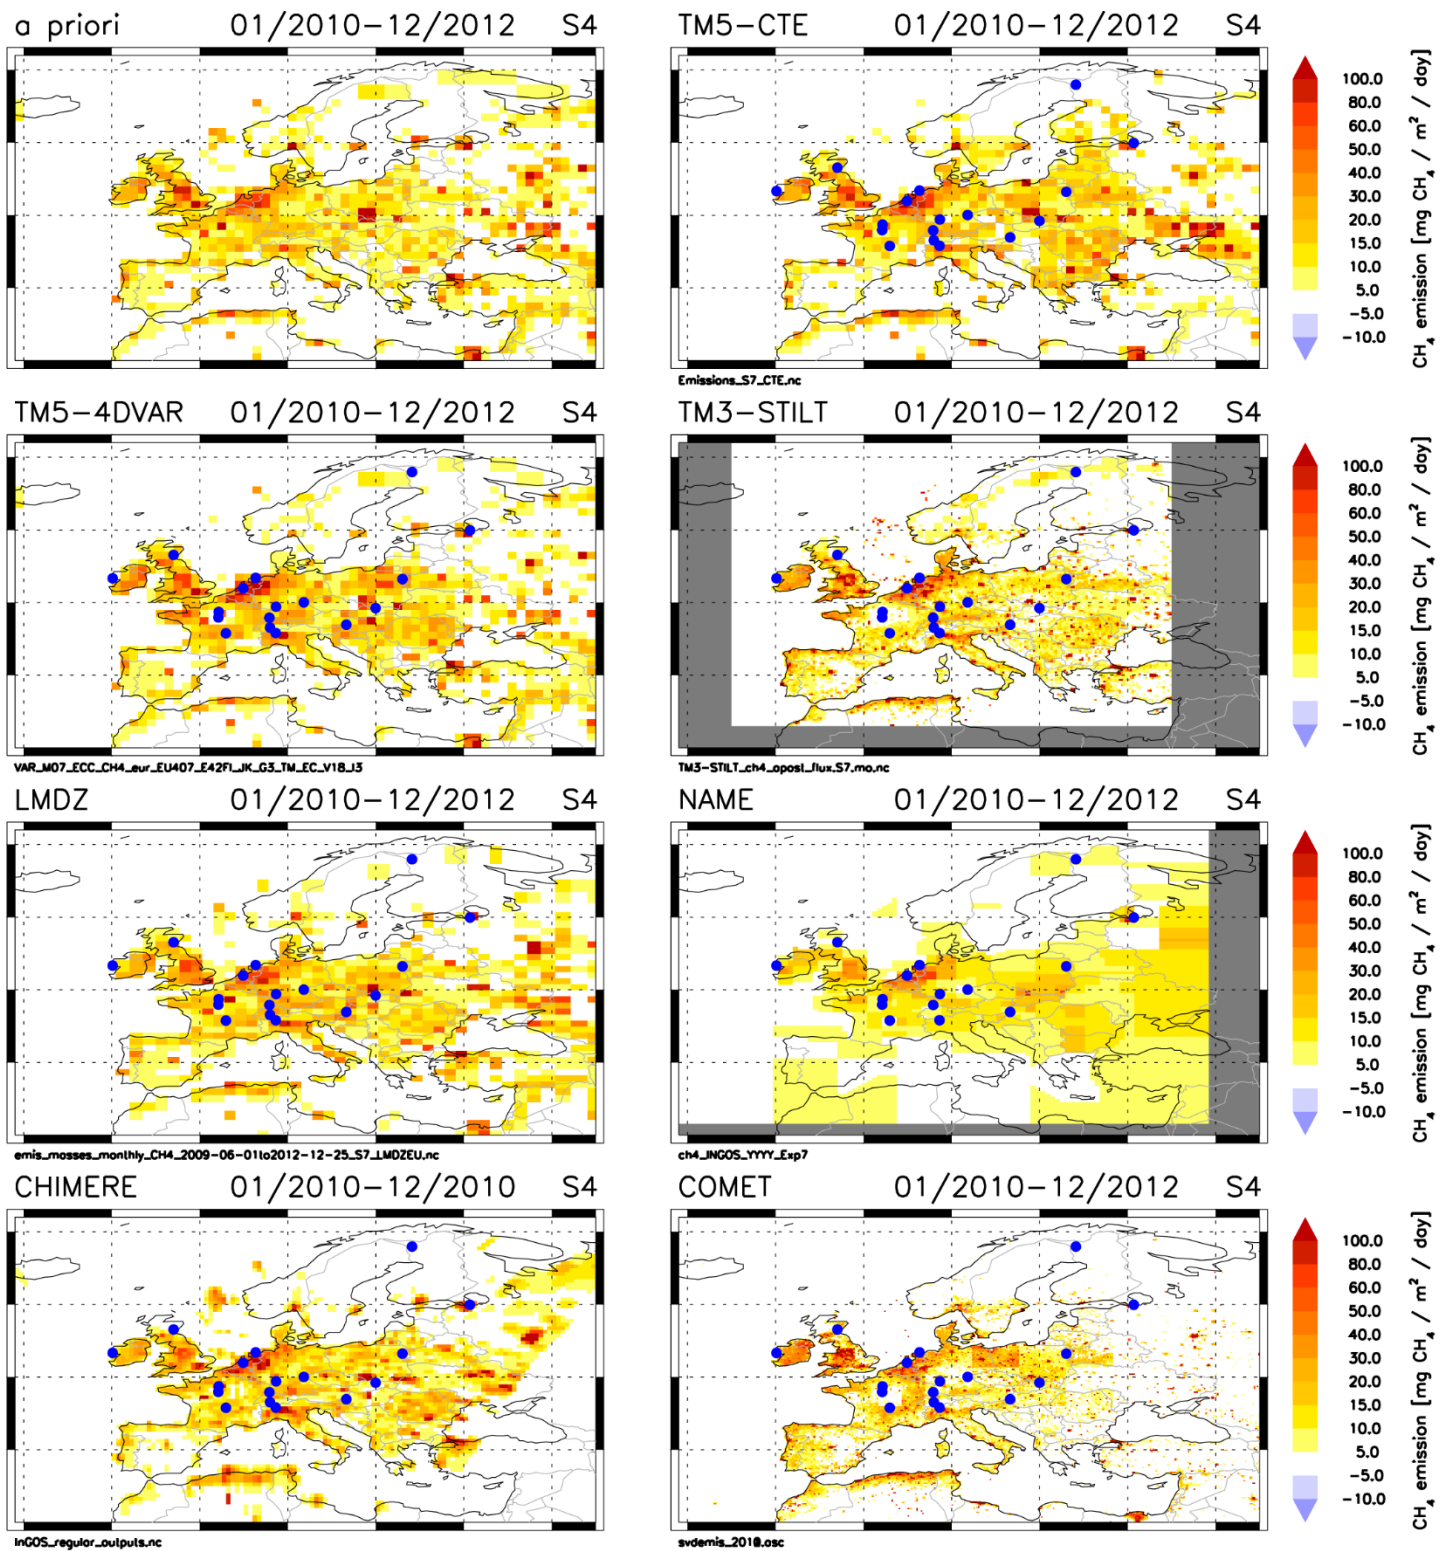 a priori 01/2010-12/2012 S4
TM5-CTE 01/2010-12/2012 S4
100.0
80.0
60.0
50.0
40.0
30.0
20.0
15.0
10.0
5.0
-5.0
-10.0
CH4 emission [mg CH4 / m² / day]
Emissions_S7_CTE.nc
TM5-4DVAR 01/2010-12/2012 S4
TM3-STILT 01/2010-12/2012 S4
100.0
80.0
60.0
50.0
40.0
30.0
20.0
15.0
10.0
5.0
-5.0
-10.0
CH4 emission [mg CH4 / m² / day]
VAR_M07_ECC_CH4_eur_EU407_E42FI_JK_G3_TM_EC_V18_I3
TM3-STILT_ch4_apost_flux.S7.mo.nc
LMDZ 01/2010-12/2012 S4
NAME 01/2010-12/2012 S4
100.0
80.0
60.0
50.0
40.0
30.0
20.0
15.0
10.0
5.0
-5.0
-10.0
CH4 emission [mg CH4 / m² / day]
emis_masses_monthly_CH4_2009-06-01to2012-12-25_S7_LMDZEU.nc
ch4_INGOS_YYYY_Exp7
CHIMERE 01/2010-12/2010 S4
COMET 01/2010-12/2012 S4
100.0
80.0
60.0
50.0
40.0
30.0
20.0
15.0
10.0
5.0
-5.0
-10.0
CH4 emission [mg CH4 / m² / day]
InGOS_regular_outputs.nc
svdemis_2010.asc